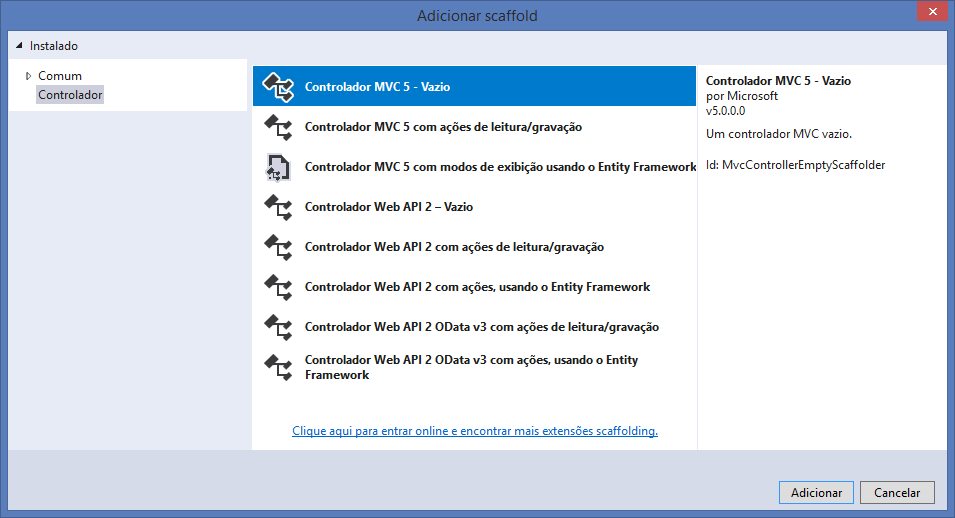 Adicionar scaffold
Instalado
Comum
Controlador
Controlador MVC 5 - Vazio
Controlador MVC 5 com ações de leitura/gravação
Controlador MVC 5 com modos de exibição usando o Entity Framework
Controlador Web API 2 – Vazio
Controlador Web API 2 com ações de leitura/gravação
Controlador Web API 2 com ações, usando o Entity Framework
Controlador Web API 2 OData v3 com ações de leitura/gravação
Controlador Web API 2 OData v3 com ações, usando o Entity
Framework
Clique aqui para entrar online e encontrar mais extensões scaffolding.
Controlador MVC 5 - Vazio
por Microsoft
v5.0.0.0
Um controlador MVC vazio.
Id: MvcControllerEmptyScaffolder
Adicionar
Cancelar